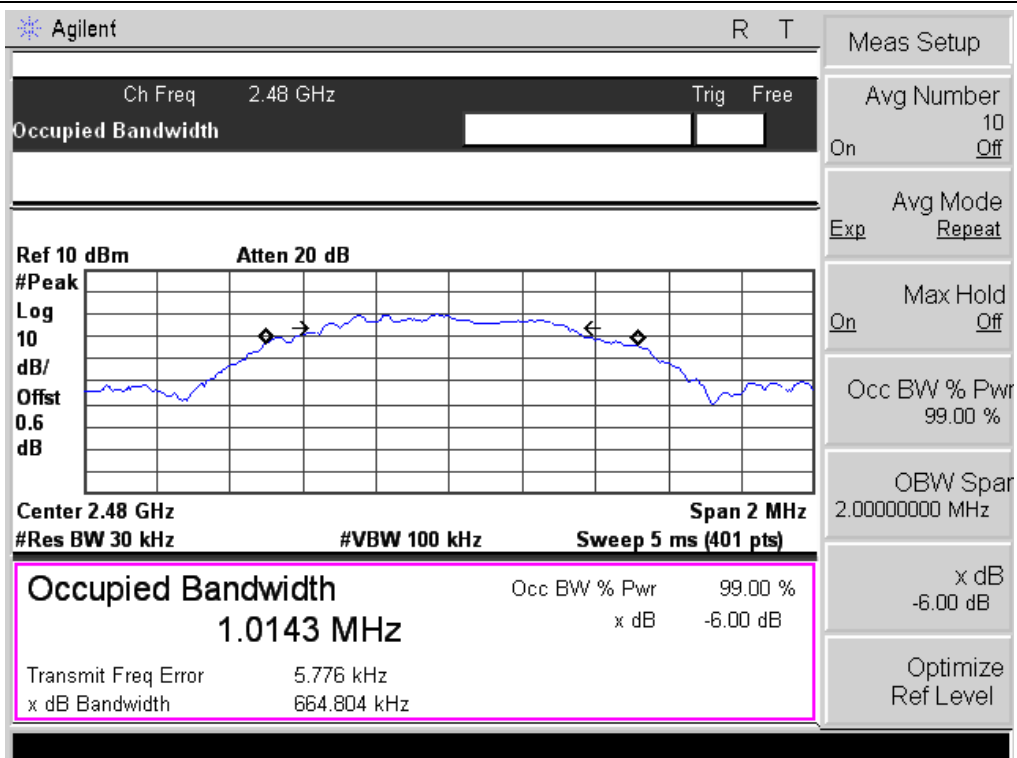 Agilent R T
Ch Freq 2.48 GHz Trig Free
Occupied Bandwidth
Ref 10 dBm Atten 20 dB
#Peak
Log
10
dB/
Offst
0.6
dB
Center 2.48 GHz Span 2 MHz
#Res BW 30 kHz #VBW 100 kHz Sweep 5 ms (401 pts)
Occupied Bandwidth
1.0143 MHz
Occ BW % Pwr 99.00 %
x dB -6.00 dB
Transmit Freq Error 5.776 kHz
x dB Bandwidth 664.804 kHz
Meas Setup
Avg Number
10
On Off
Avg Mode
Exp Repeat
Max Hold
On Off
Occ BW % Pwr
99.00 %
OBW Span
2.00000000 MHz
x dB
-6.00 dB
Optimize
Ref Level